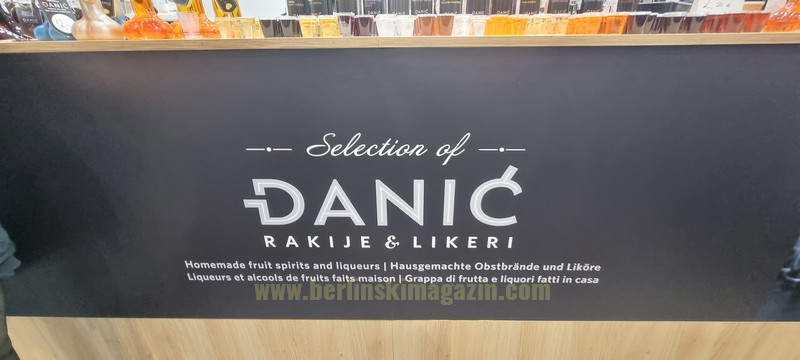 DANIĆ
Selection of
ĐANIĆ
RAKIJE & LIKERI
Homemade fruit spirits and liqueurs | Hausgemachte Obstbrände und Liköre
Liqueurs et alcools de fruits faits maison | Grappa di frutta e liquori fatti in casa
www.berlinskimagazin.com